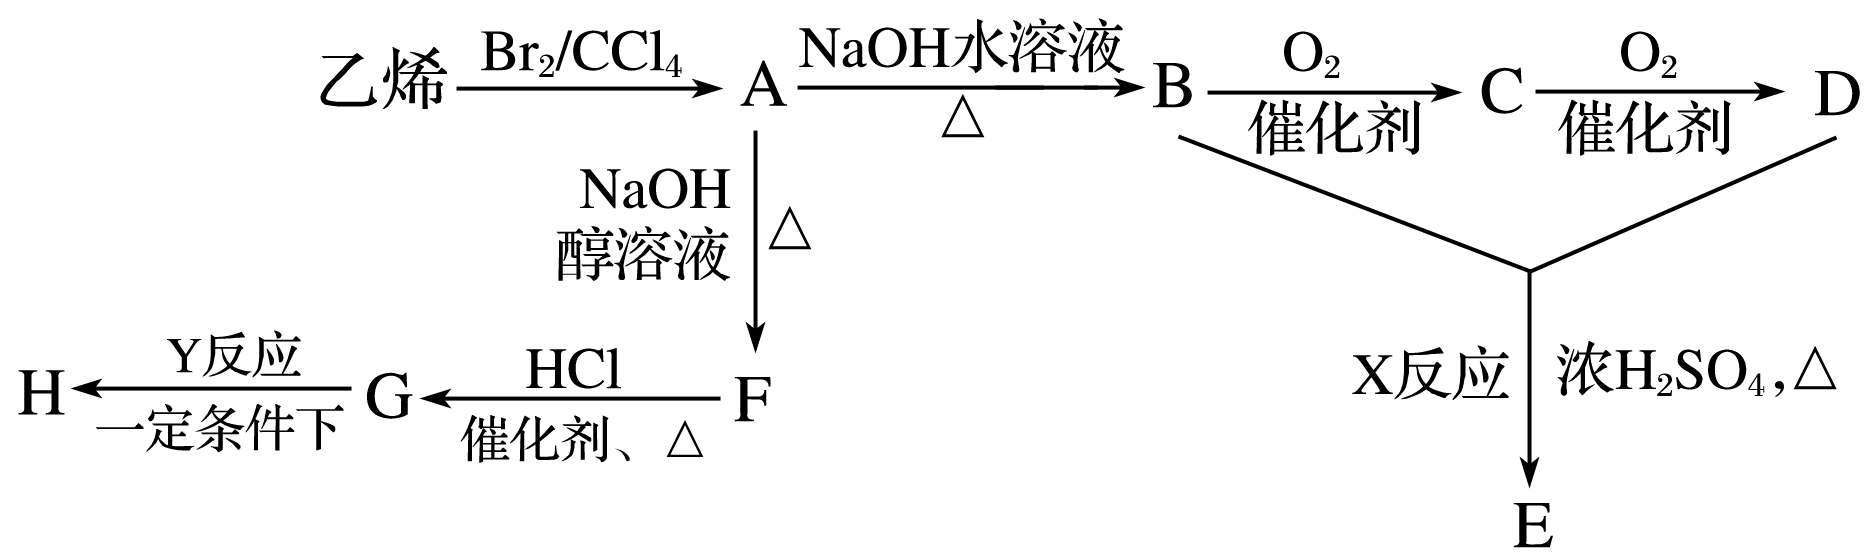 乙烯 Br₂/CCl₄ A NaOH水溶液 △ B O₂ 催化剂 C O₂ 催化剂 D
NaOH
醇溶液 △
H Y反应 一定条件下 G HCl 催化剂、△ F
X反应 浓H₂SO₄,△
E